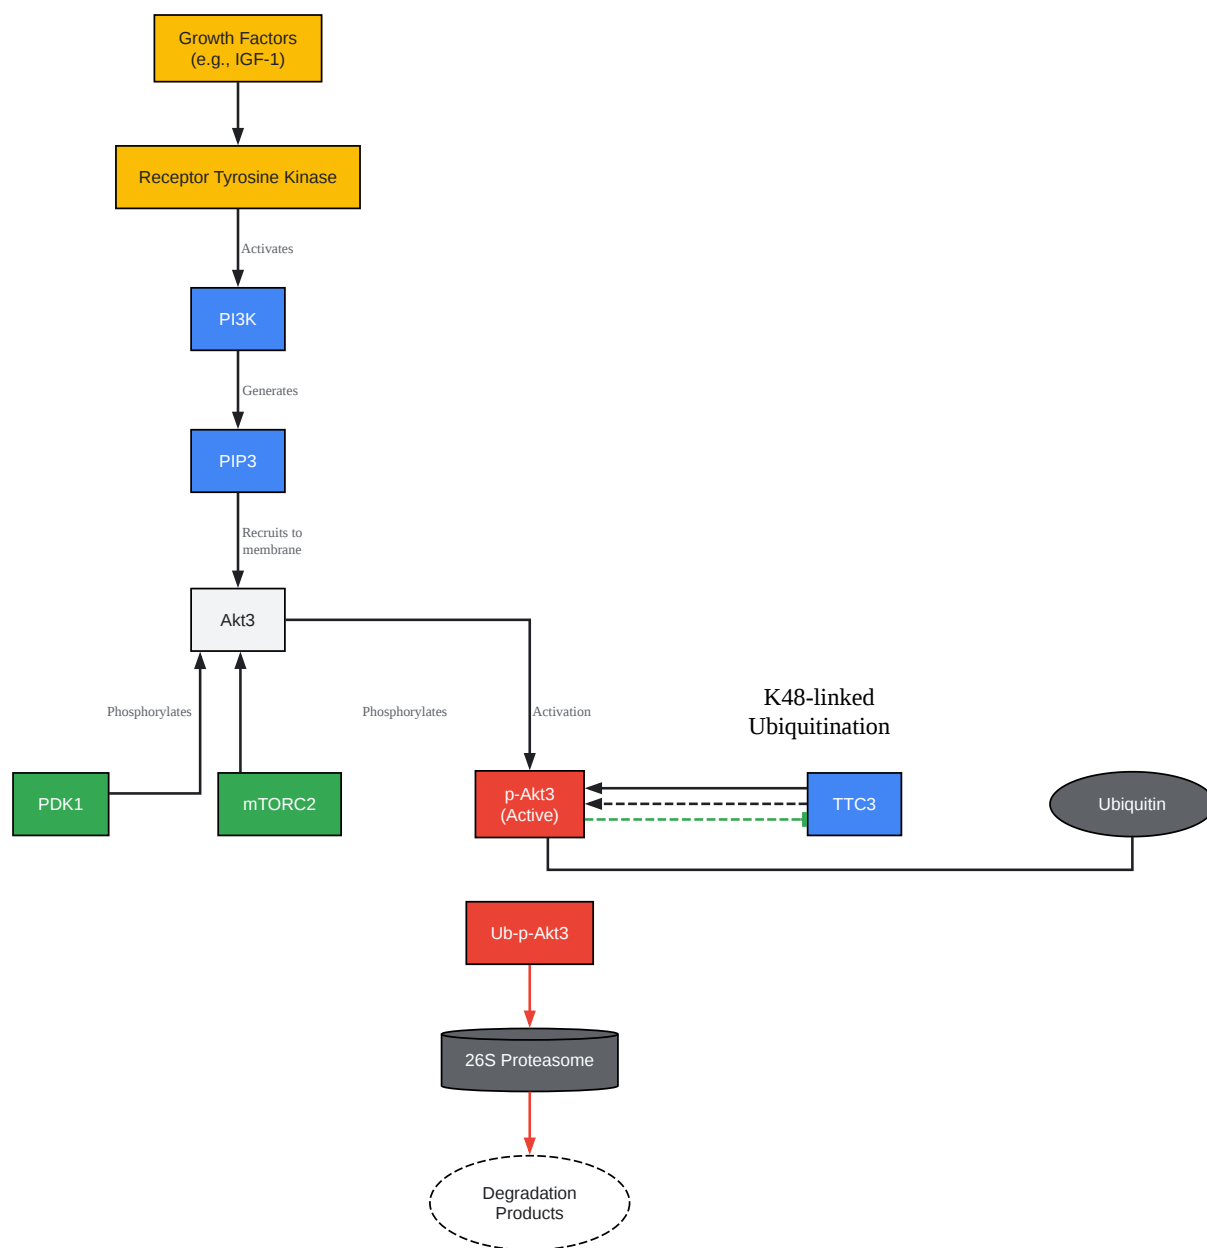 Growth Factors
(e.g., IGF-1)
Receptor Tyrosine Kinase
Activates
PI3K
Generates
PIP3
Recruits to
membrane
Akt3
Phosphorylates
Phosphorylates
Activation
K48-linked
Ubiquitination
PDK1
mTORC2
p-Akt3
(Active)
TTC3
Ubiquitin
Ub-p-Akt3
26S Proteasome
Degradation
Products